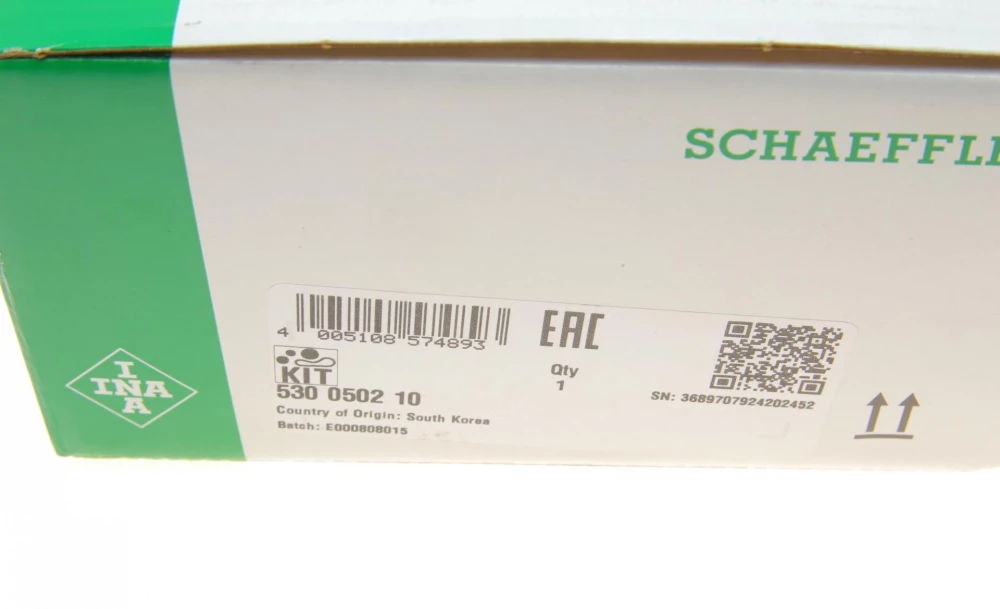 SCHAEFFL
I
INA
A
4 005108 574893
EAC
KIT
530 0502 10
Qty
1
Country of Origin: South Korea
Batch: E000808015
SN: 3689707924202452